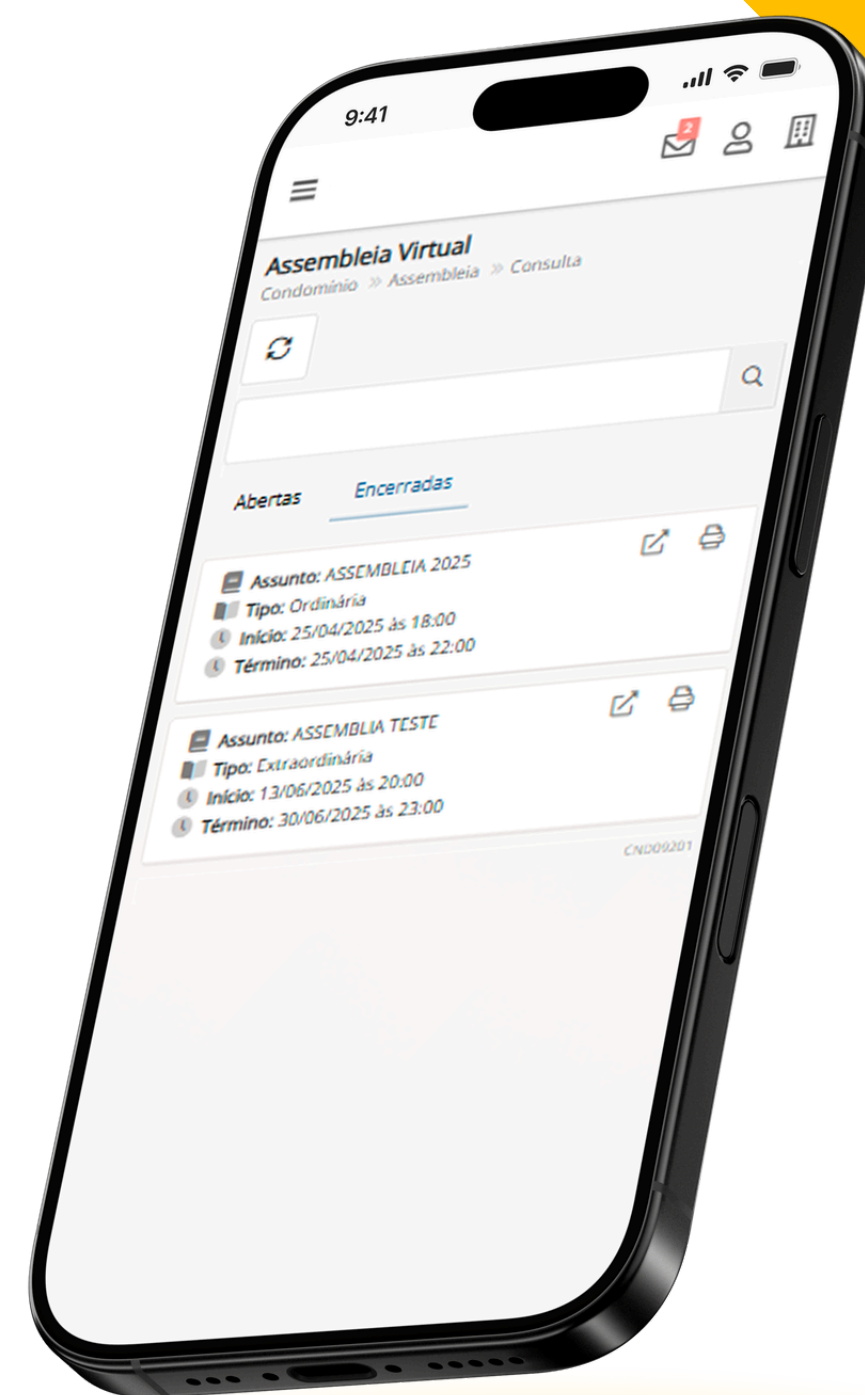 9:41
2
Assembleia Virtual
Condomínio » Assembleia » Consulta
Abertas Encerradas
Assunto: ASSEMBLEIA 2025
Tipo: Ordinária
Início: 25/04/2025 às 18:00
Término: 25/04/2025 às 22:00
Assunto: ASSEMBLIA TESTE
Tipo: Extraordinária
Início: 13/06/2025 às 20:00
Término: 30/06/2025 às 23:00
CND09201